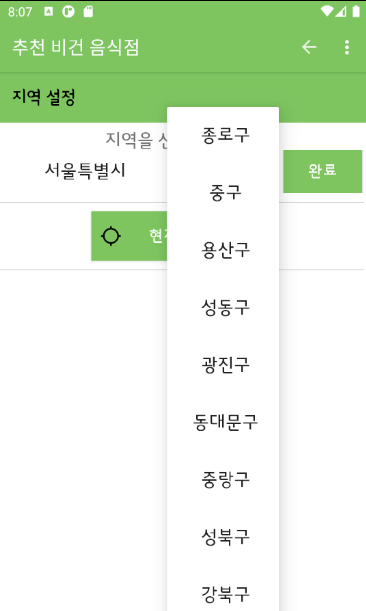 8:07
추천 비건 음식점
지역 설정
지역을
서울특별시
완료
종로구
중구
용산구
성동구
광진구
동대문구
중랑구
성북구
강북구